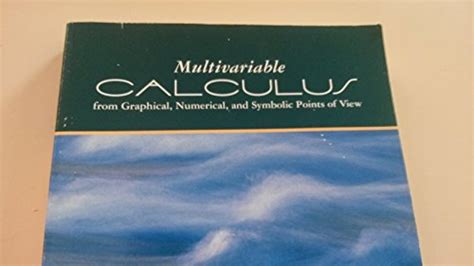 Multivariable
CALCULUS
from Graphical, Numerical, and Symbolic Points of View